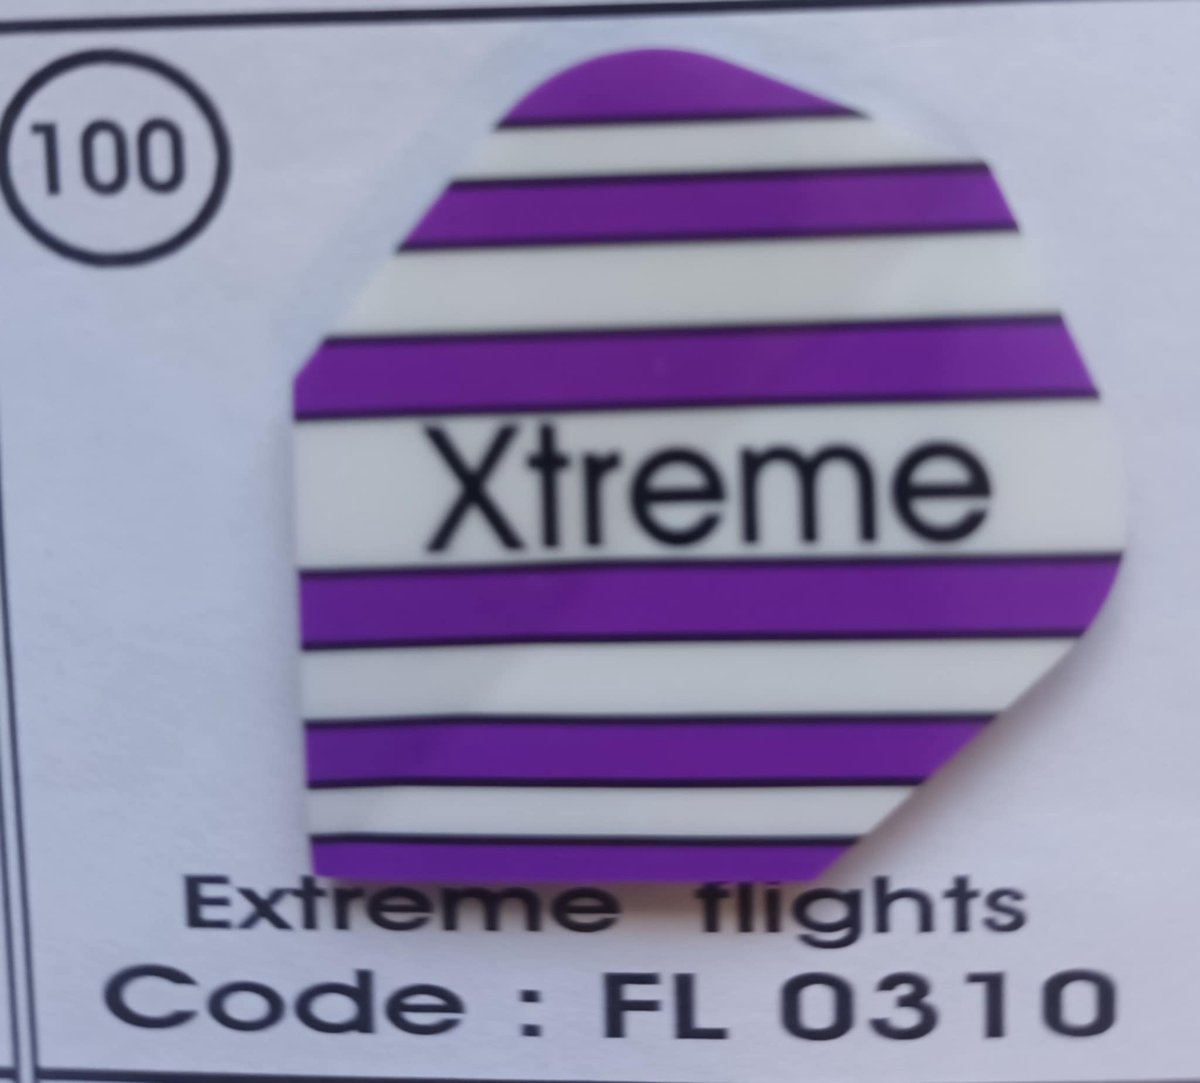 100
Xtreme
Extreme flights
Code : FL 0310